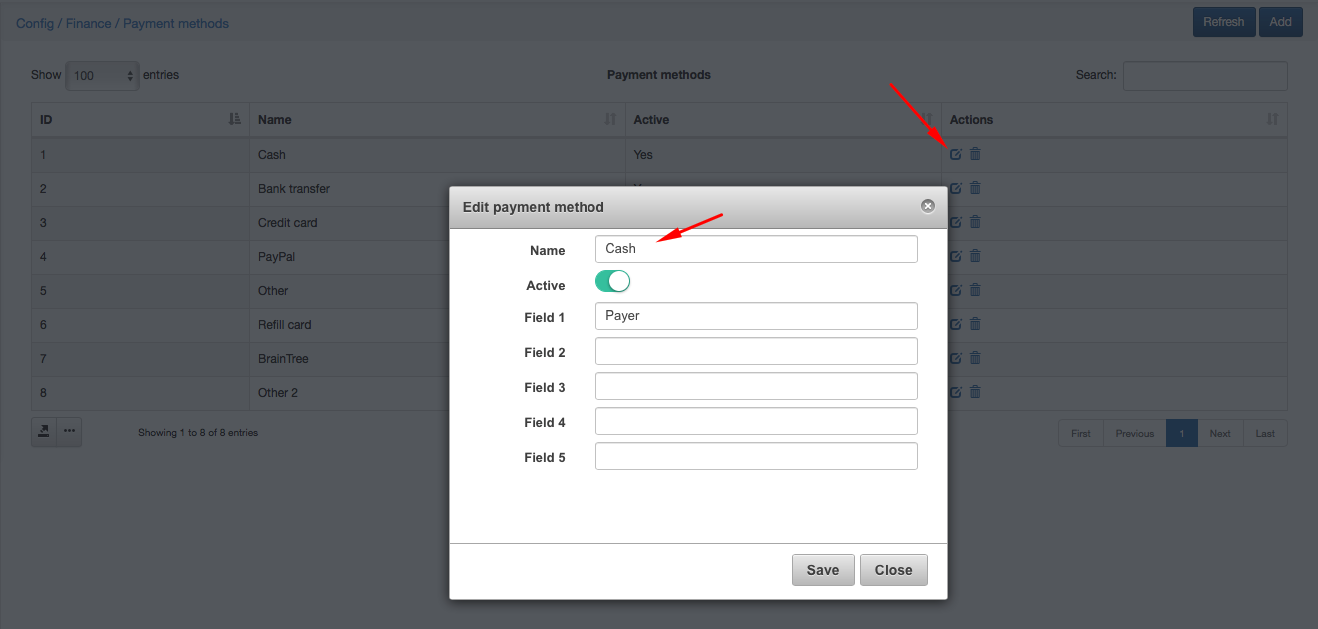 Config / Finance / Payment methods
Refresh
Add
Show 100 entries
Payment methods
Search:
ID Name Active Actions
1 Cash Yes
2 Bank transfer
3 Credit card
4 PayPal
5 Other
6 Refill card
7 BrainTree
8 Other 2
Showing 1 to 8 of 8 entries
First Previous 1 Next Last
Edit payment method
Name Cash
Active
Field 1 Payer
Field 2
Field 3
Field 4
Field 5
Save Close